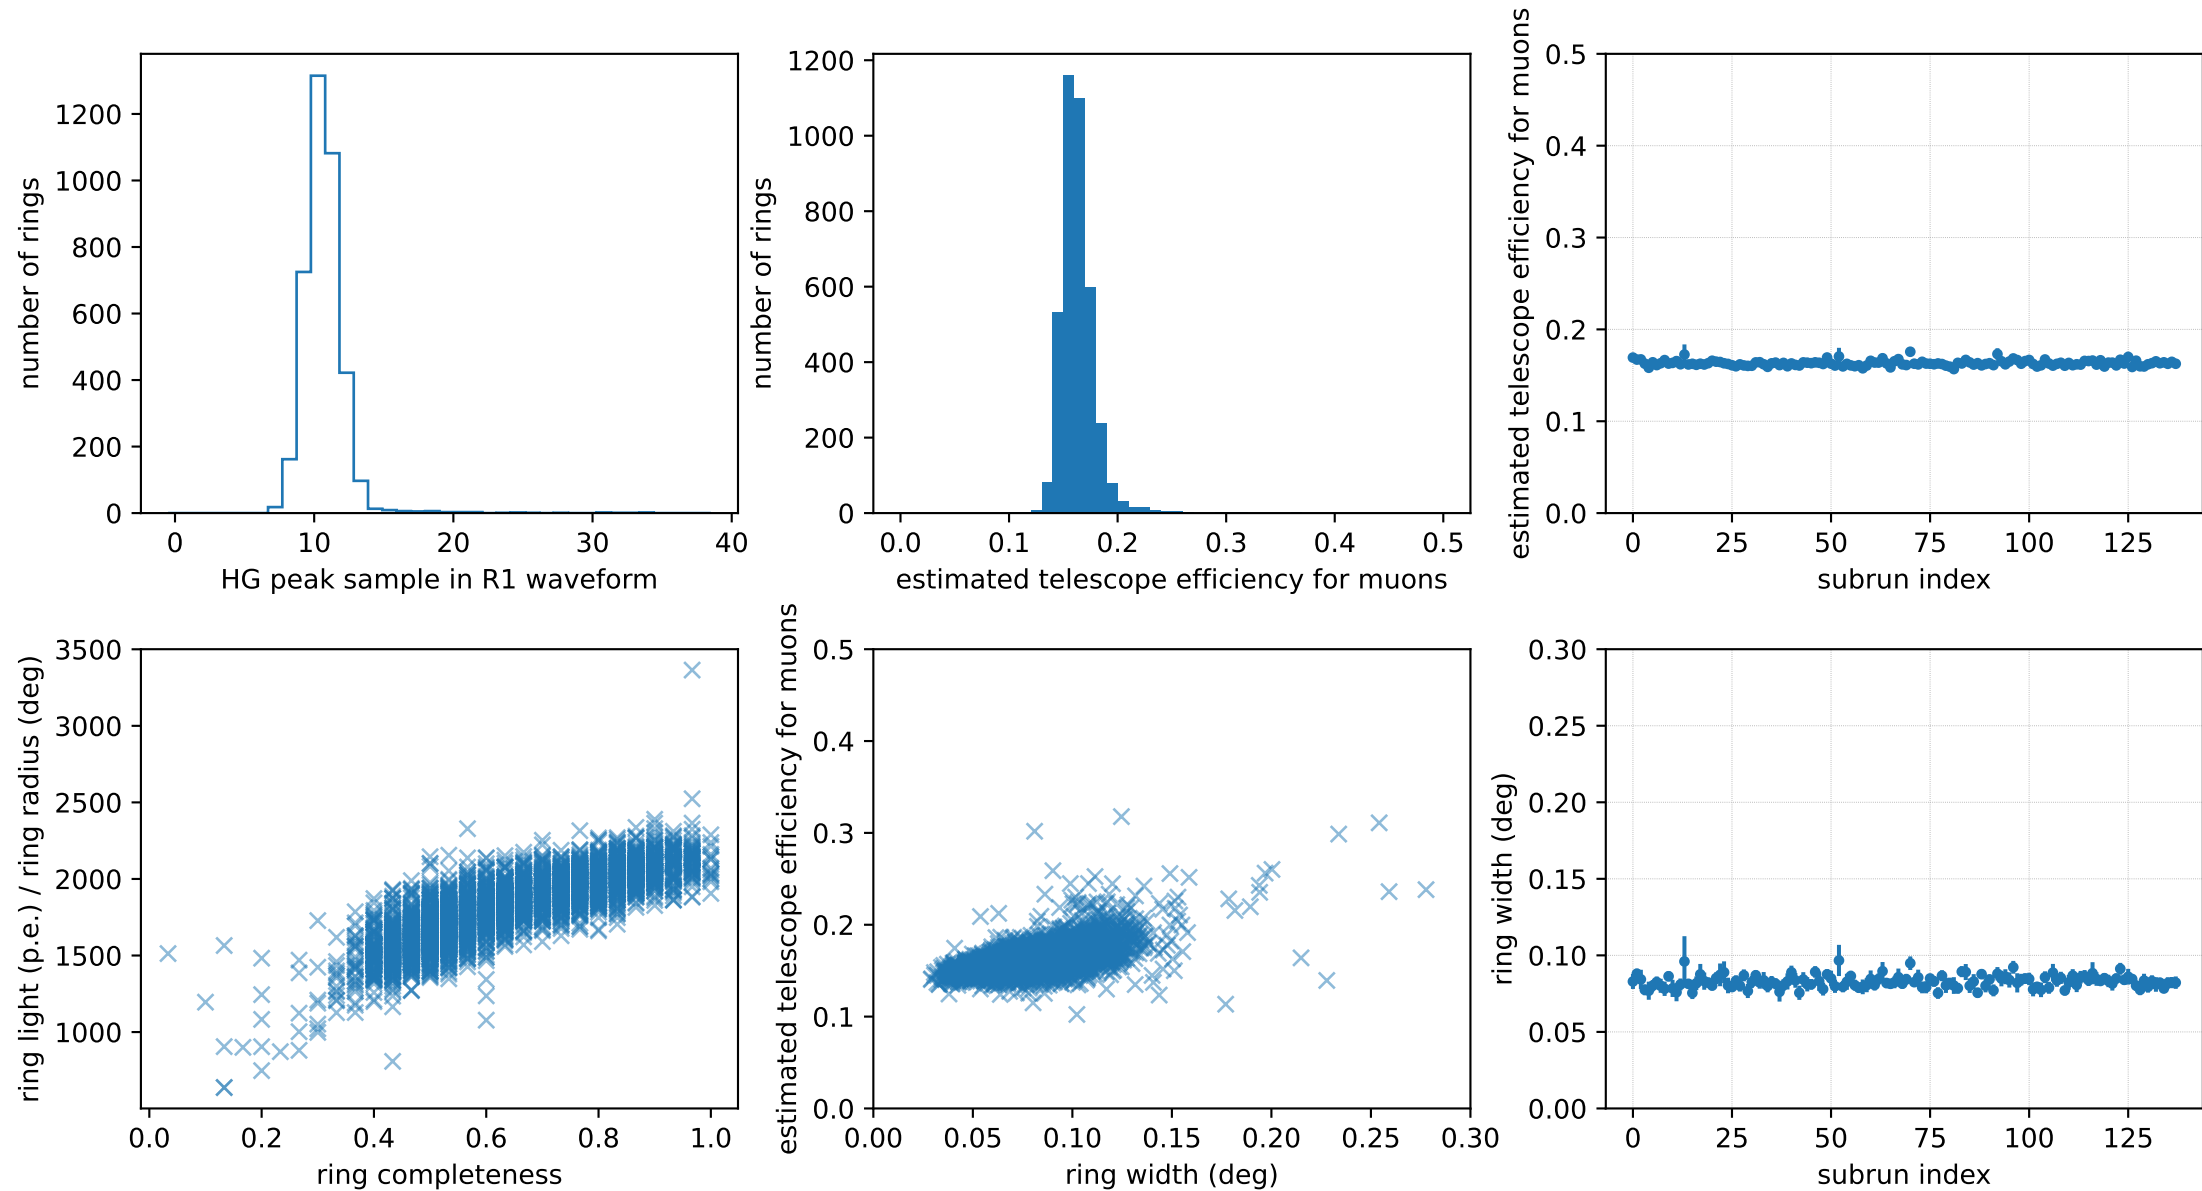 number of rings
1200
1000
800
600
400
200
0
0 10 20 30 40
HG peak sample in R1 waveform
number of rings
1200
1000
800
600
400
200
0
0.0 0.1 0.2 0.3 0.4 0.5
estimated telescope efficiency for muons
estimated telescope efficiency for muons
0.5
0.4
0.3
0.2
0.1
0.0
0 25 50 75 100 125
subrun index
ring light (p.e.) / ring radius (deg)
3500
3000
2500
2000
1500
1000
0.0 0.2 0.4 0.6 0.8 1.0
ring completeness
estimated telescope efficiency for muons
0.5
0.4
0.3
0.2
0.1
0.0
0.00 0.05 0.10 0.15 0.20 0.25 0.30
ring width (deg)
ring width (deg)
0.30
0.25
0.20
0.15
0.10
0.05
0.00
0 25 50 75 100 125
subrun index